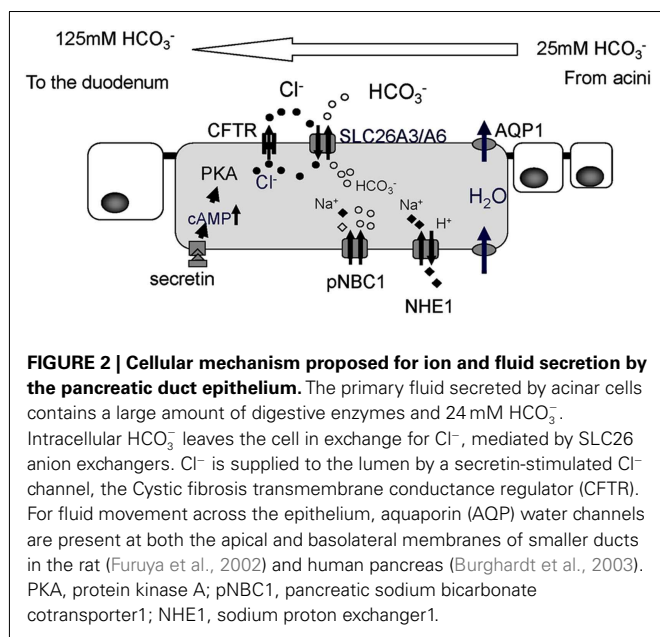 125mM HCO₃⁻ 25mM HCO₃⁻
To the duodenum From acini
Cl⁻ HCO₃⁻
CFTR SLC26A3/A6 AQP1
PKA Cl⁻ HCO₃⁻ H₂O
cAMP Na⁺ Na⁺ H⁺
secretin pNBC1
NHE1
FIGURE 2 | Cellular mechanism proposed for ion and fluid secretion by
the pancreatic duct epithelium. The primary fluid secreted by acinar cells
contains a large amount of digestive enzymes and 24 mM HCO₃⁻.
Intracellular HCO₃⁻ leaves the cell in exchange for Cl⁻, mediated by SLC26
anion exchangers. Cl⁻ is supplied to the lumen by a secretin-stimulated Cl⁻
channel, the Cystic fibrosis transmembrane conductance regulator (CFTR).
For fluid movement across the epithelium, aquaporin (AQP) water channels
are present at both the apical and basolateral membranes of smaller ducts
in the rat (Furuya et al., 2002) and human pancreas (Burghardt et al., 2003).
PKA, protein kinase A; pNBC1, pancreatic sodium bicarbonate
cotransporter1; NHE1, sodium proton exchanger1.